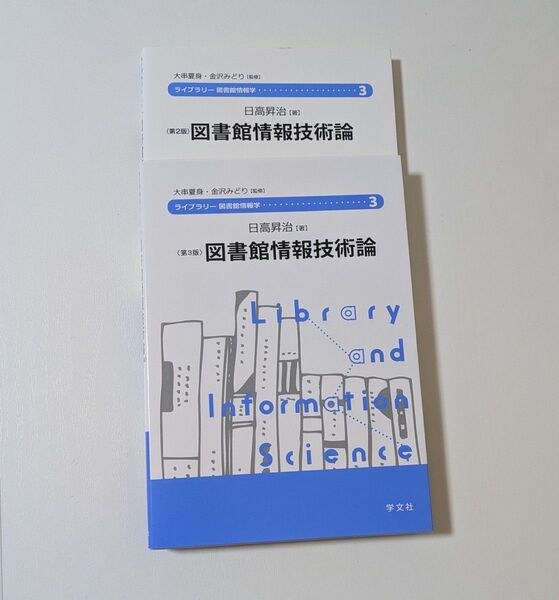 大串夏身・金沢みどり［監修］
ライブラリー 図書館情報学 ・・・・・・・・・・・・・・・・・・ 3
日高昇治［著］
〈第2版〉図書館情報技術論
大串夏身・金沢みどり［監修］
ライブラリー 図書館情報学 ・・・・・・・・・・・・・・・・・・ 3
日高昇治［著］
〈第3版〉図書館情報技術論
Library
and
Information
Science
学文社